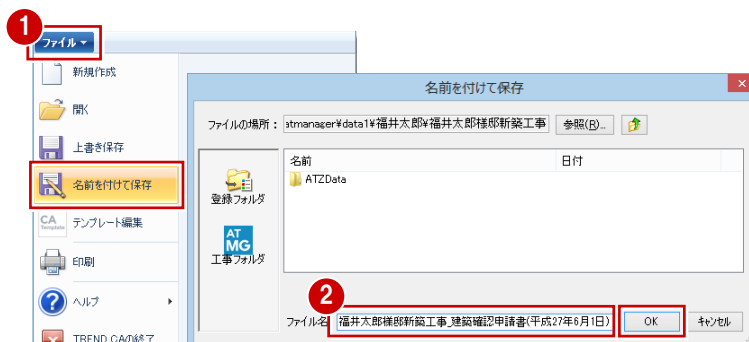 1
ファイル
新規作成
開く
上書き保存
名前を付けて保存
CA
Template
テンプレート編集
印刷
ヘルプ
TREND CAの終了
名前を付けて保存
ファイルの場所：
atmanager¥data1¥福井太郎¥福井太郎様邸新築工事
参照(R)...
登録フォルダ
AT
MG
工事フォルダ
名前
日付
ATZData
2
ファイル名
福井太郎様邸新築工事_建築確認申請書(平成27年6月1日)
OK
キャンセル